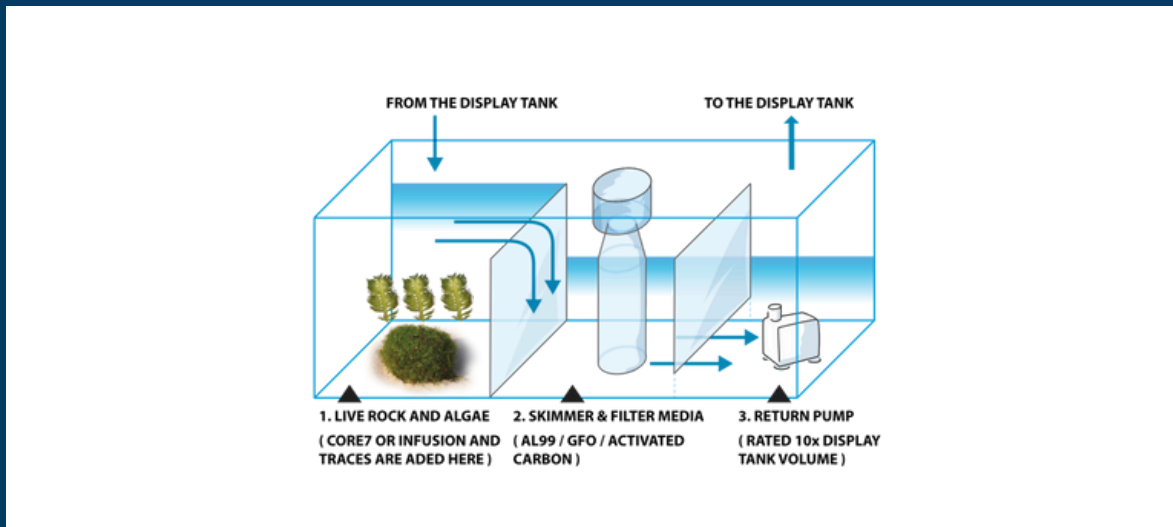 FROM THE DISPLAY TANK
TO THE DISPLAY TANK
1. LIVE ROCK AND ALGAE
( CORE7 OR INFUSION AND
TRACES ARE ADED HERE )
2. SKIMMER & FILTER MEDIA
( AL99 / GFO / ACTIVATED
CARBON )
3. RETURN PUMP
( RATED 10x DISPLAY
TANK VOLUME )